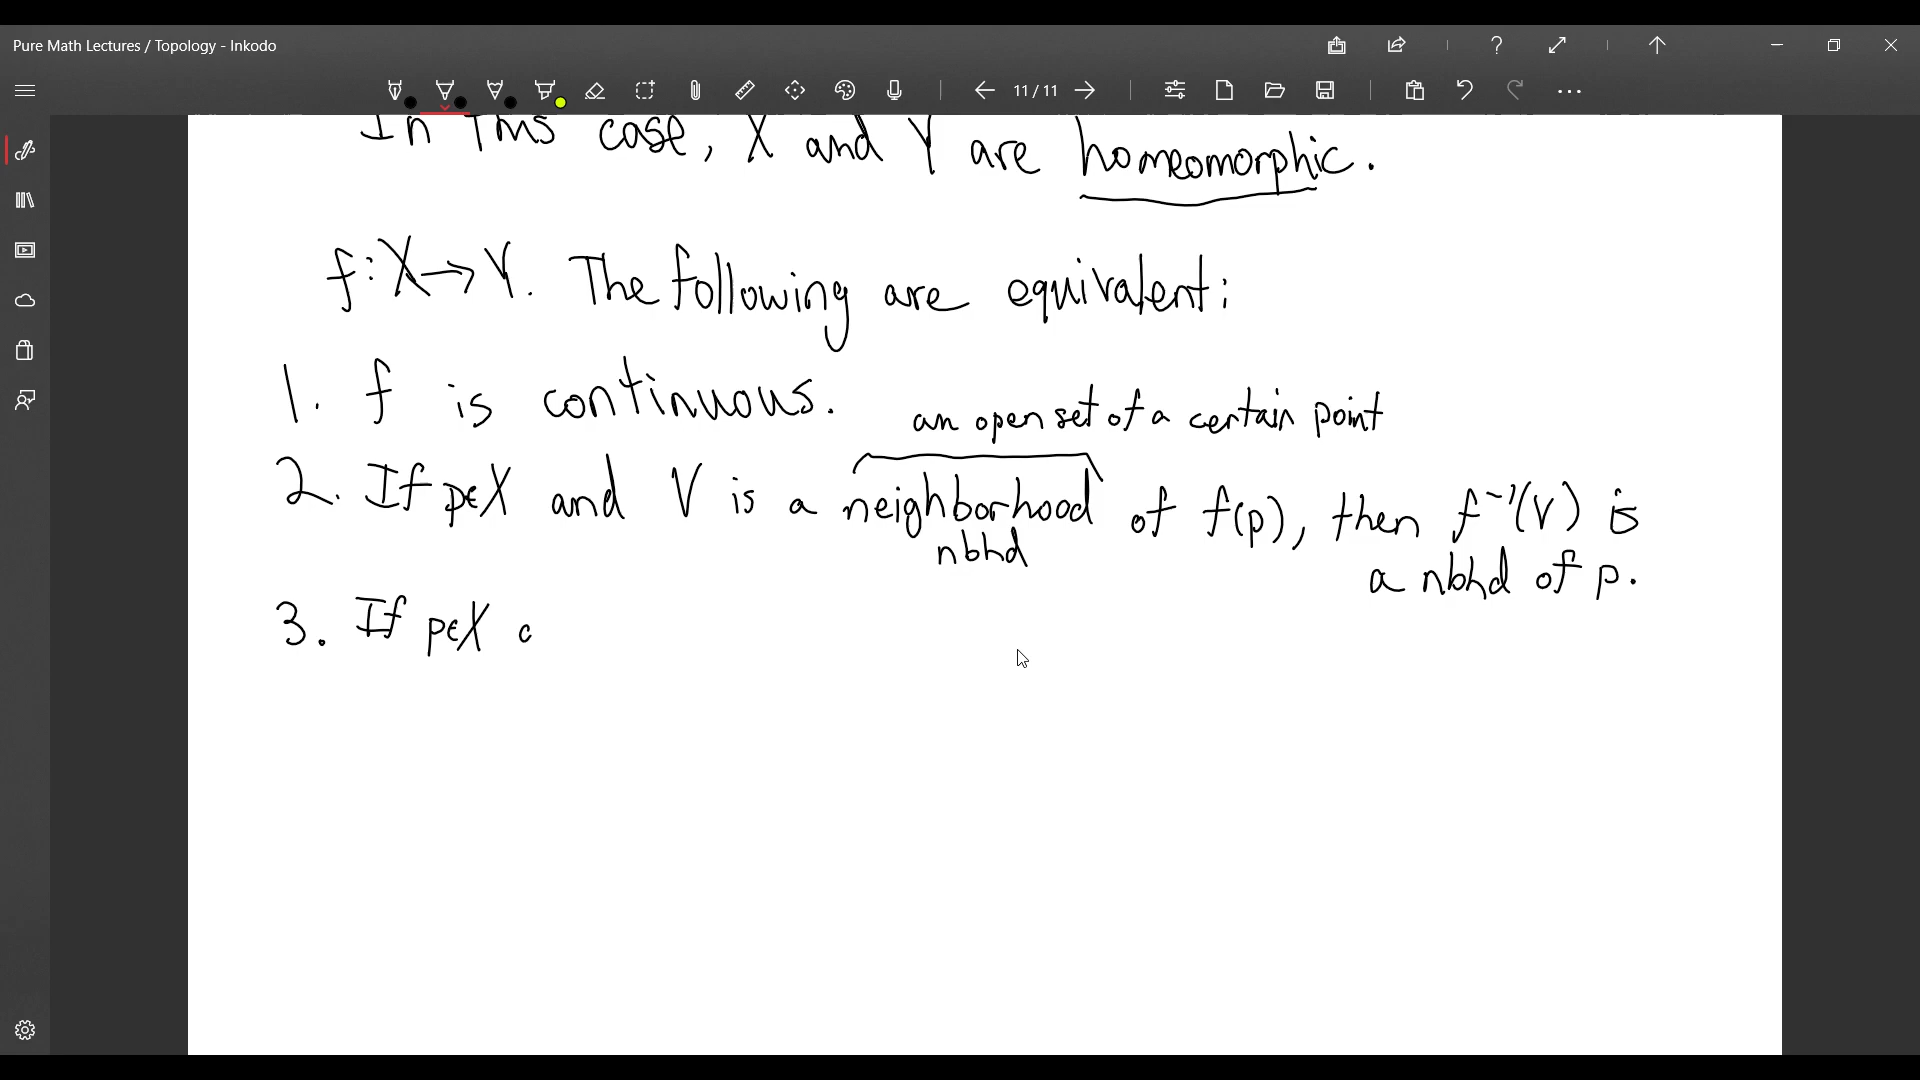 Pure Math Lectures / Topology - Inkodo
11 / 11
In this case, X and Y are homeomorphic.
f: X → Y. The following are equivalent:
1. f is continuous.
an open set of a certain point
2. If p∈X and V is a neighborhood of f(p), then f⁻¹(V) is
nbhd
a nbhd of p.
3. If p∈X a